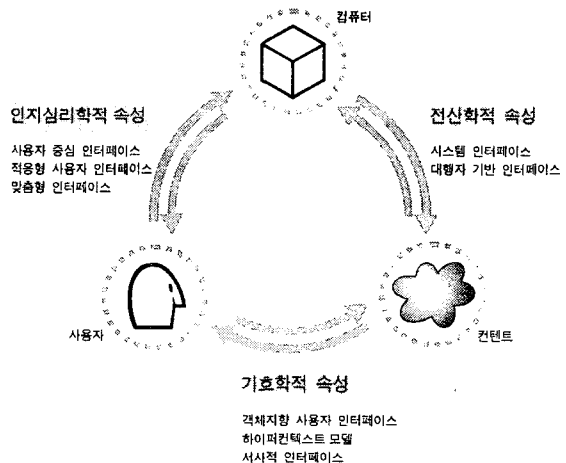 컴퓨터
인지심리학적 속성
사용자 중심 인터페이스
적응형 사용자 인터페이스
맞춤형 인터페이스
전산학적 속성
시스템 인터페이스
대행자 기반 인터페이스
사용자
컨텐트
기호학적 속성
객체지향 사용자 인터페이스
하이퍼컨텍스트 모델
서사적 인터페이스